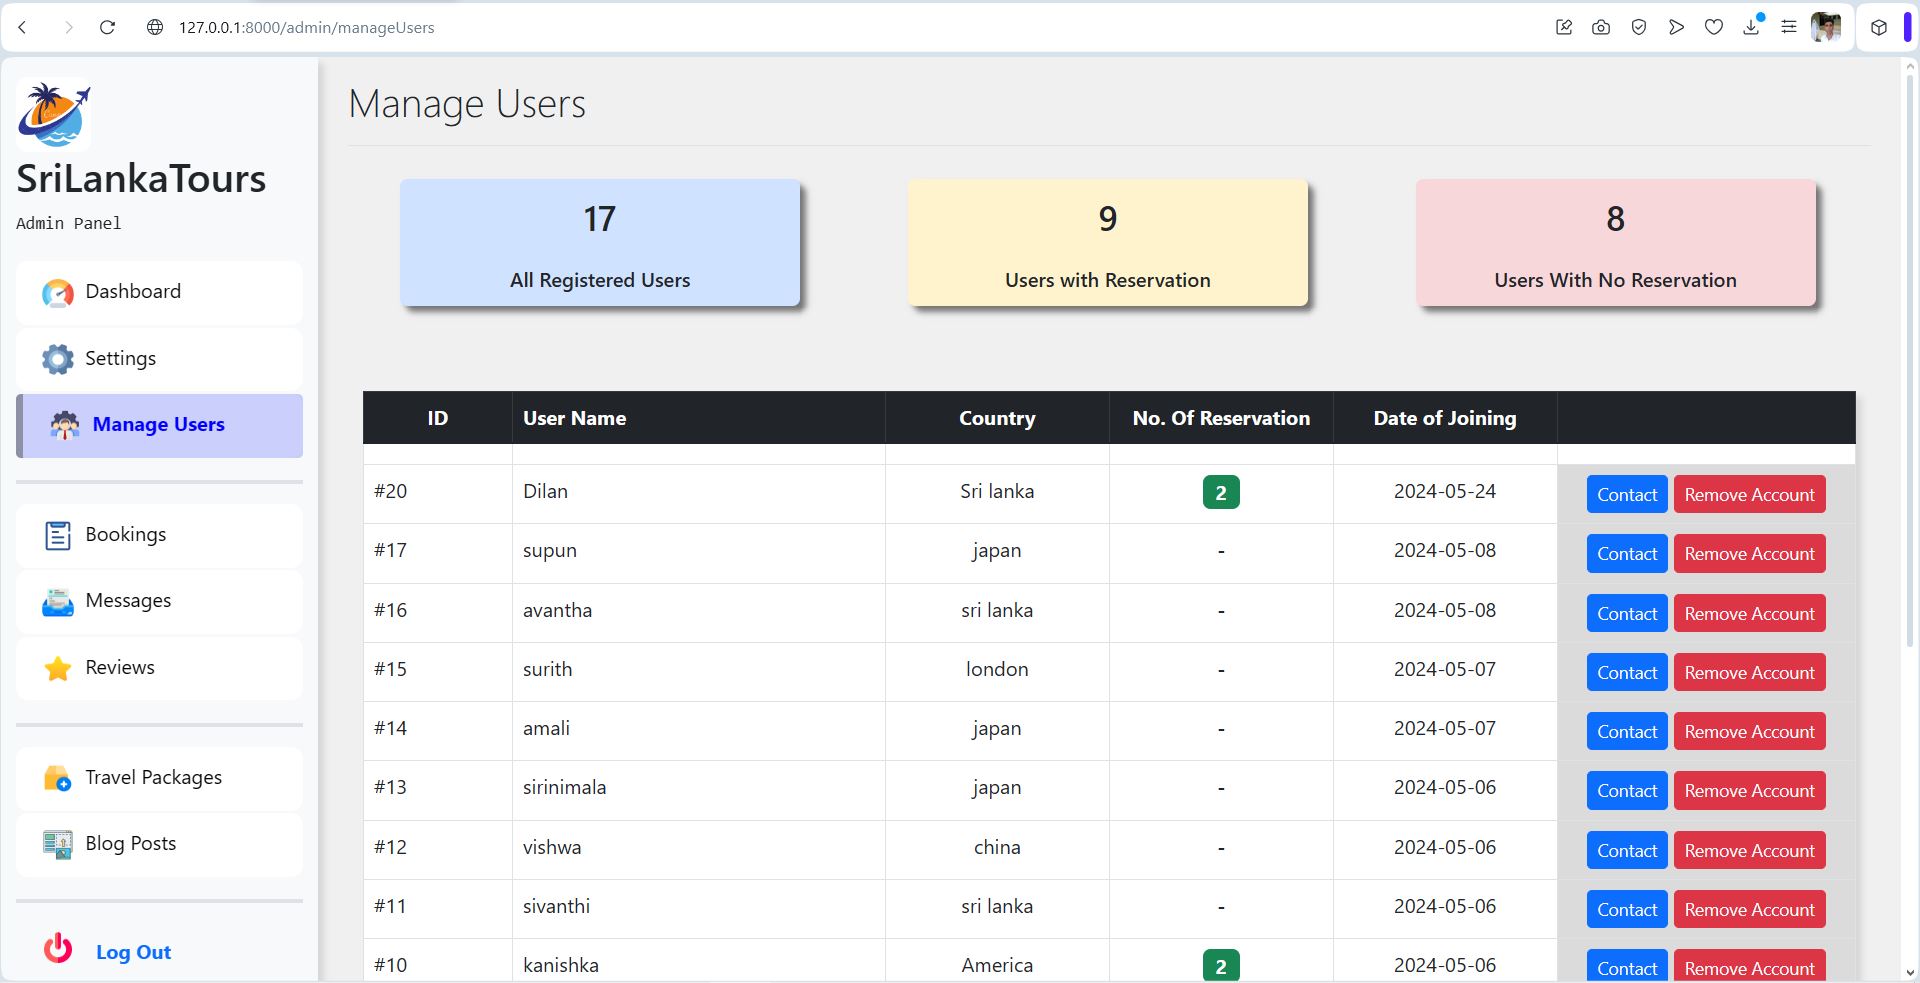 127.0.0.1:8000/admin/manageUsers
SriLankaTours
Admin Panel
Dashboard
Settings
Manage Users
Bookings
Messages
Reviews
Travel Packages
Blog Posts
Log Out
Manage Users
17
All Registered Users
9
Users with Reservation
8
Users With No Reservation
ID User Name Country No. Of Reservation Date of Joining
#20 Dilan Sri lanka 2 2024-05-24 Contact Remove Account
#17 supun japan - 2024-05-08 Contact Remove Account
#16 avantha sri lanka - 2024-05-08 Contact Remove Account
#15 surith london - 2024-05-07 Contact Remove Account
#14 amali japan - 2024-05-07 Contact Remove Account
#13 sirinimala japan - 2024-05-06 Contact Remove Account
#12 vishwa china - 2024-05-06 Contact Remove Account
#11 sivanthi sri lanka - 2024-05-06 Contact Remove Account
#10 kanishka America 2 2024-05-06 Contact Remove Account